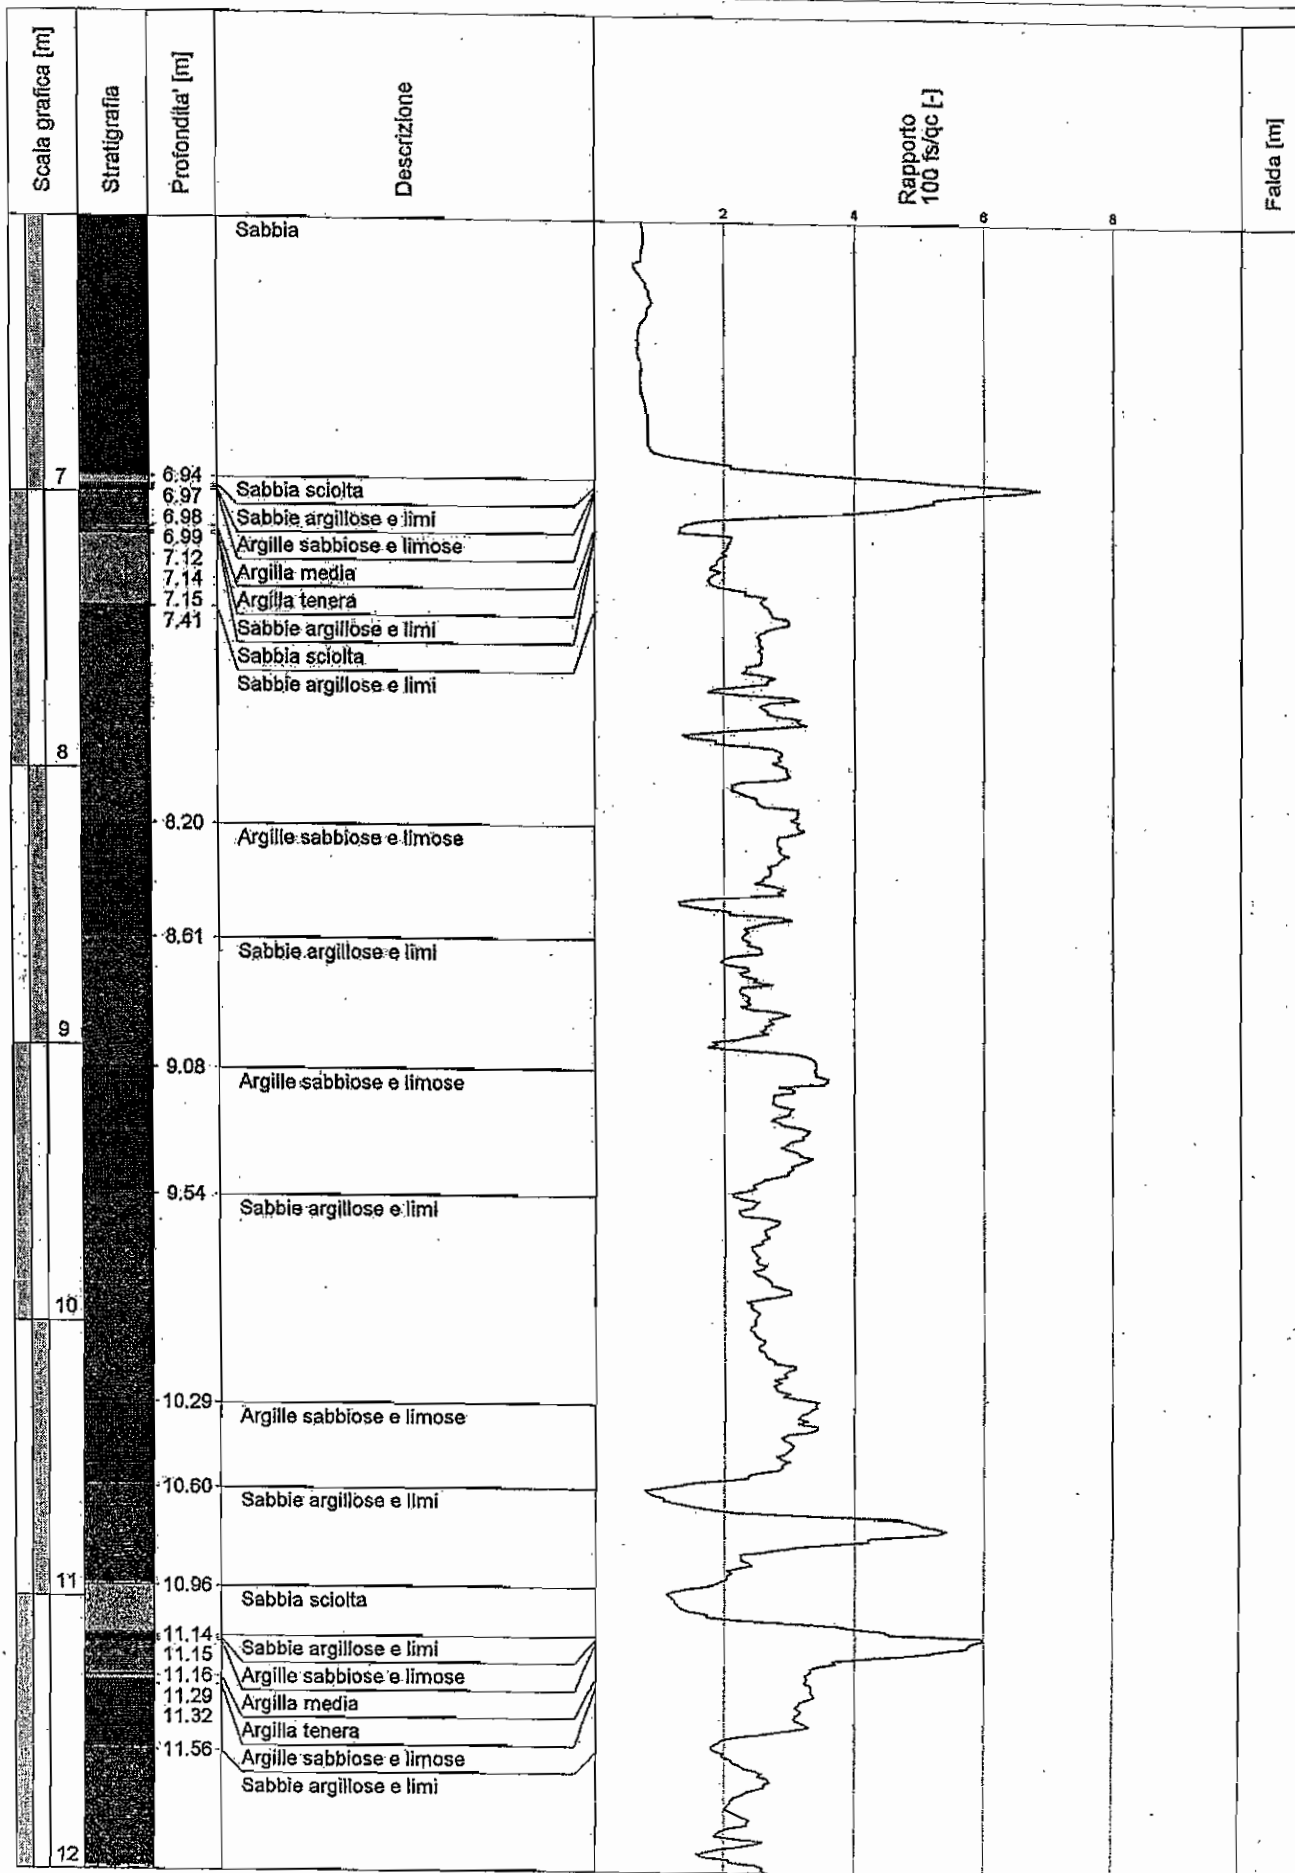 Scala grafica [m]
Stratigrafia
Profondita' [m]
Descrizione
Rapporto
100 fs/qc [-]
Falda [m]
2 4 6 8
Sabbia
7
6.94
Sabbia sciolta
6.97
Sabbie argillose e limi
6.98
Argille sabbiose e limose
6.99
7.12
Argilla media
7.14
Argilla tenera
7.15
7.41
Sabbie argillose e limi
Sabbia sciolta
Sabbie argillose e limi
8
8.20
Argille sabbiose e limose
8.61
Sabbie argillose e limi
9
9.08
Argille sabbiose e limose
9.54
Sabbie argillose e limi
10
10.29
Argille sabbiose e limose
10.60
Sabbie argillose e limi
11
10.96
Sabbia sciolta
11.14
Sabbie argillose e limi
11.15
11.16
Argille sabbiose e limose
11.29
Argilla media
11.32
Argilla tenera
11.56
Argille sabbiose e limose
Sabbie argillose e limi
12